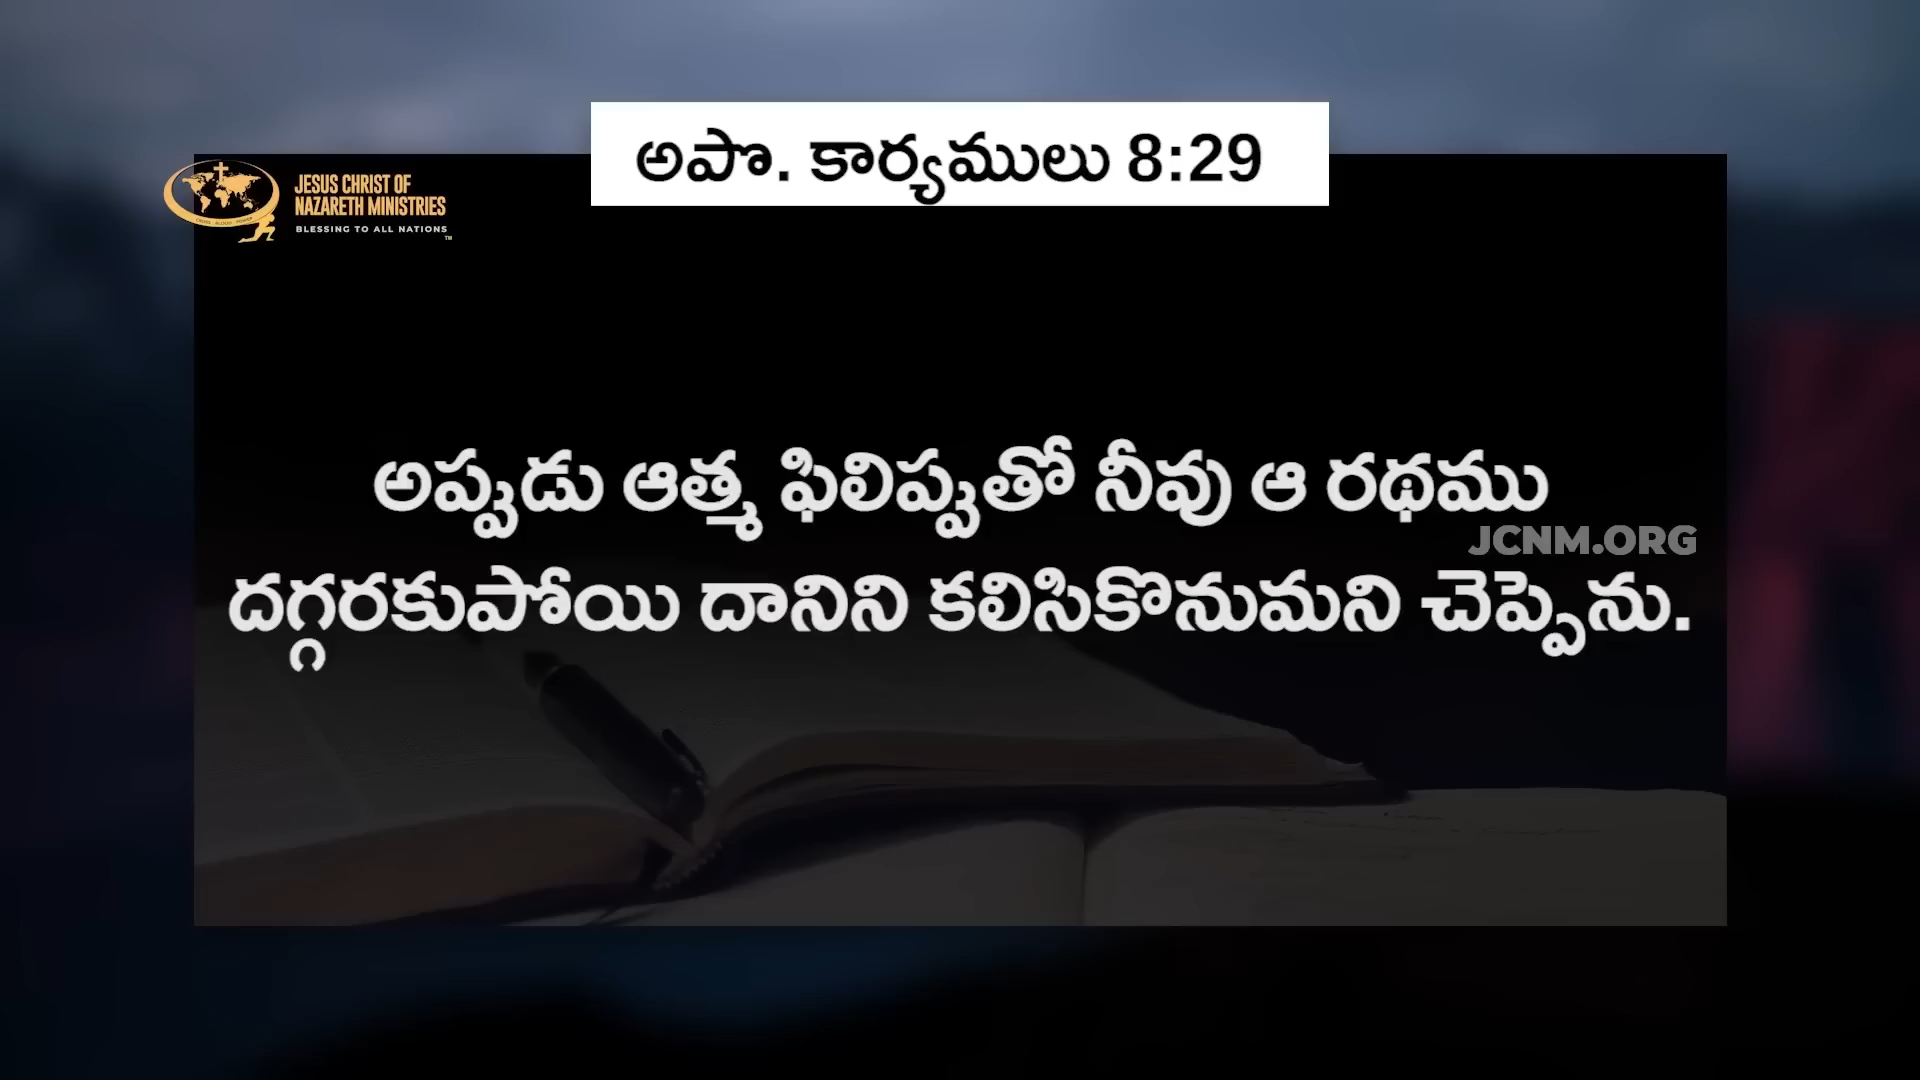 అపొ. కార్యములు 8:29
JESUS CHRIST OF
NAZARETH MINISTRIES
BLESSING TO ALL NATIONS
TM
అప్పుడు ఆత్మ ఫిలిప్పుతో నీవు ఆ రథము
JCNM.ORG
దగ్గరకుపోయి దానిని కలిసికొనుమని చెప్పెను.